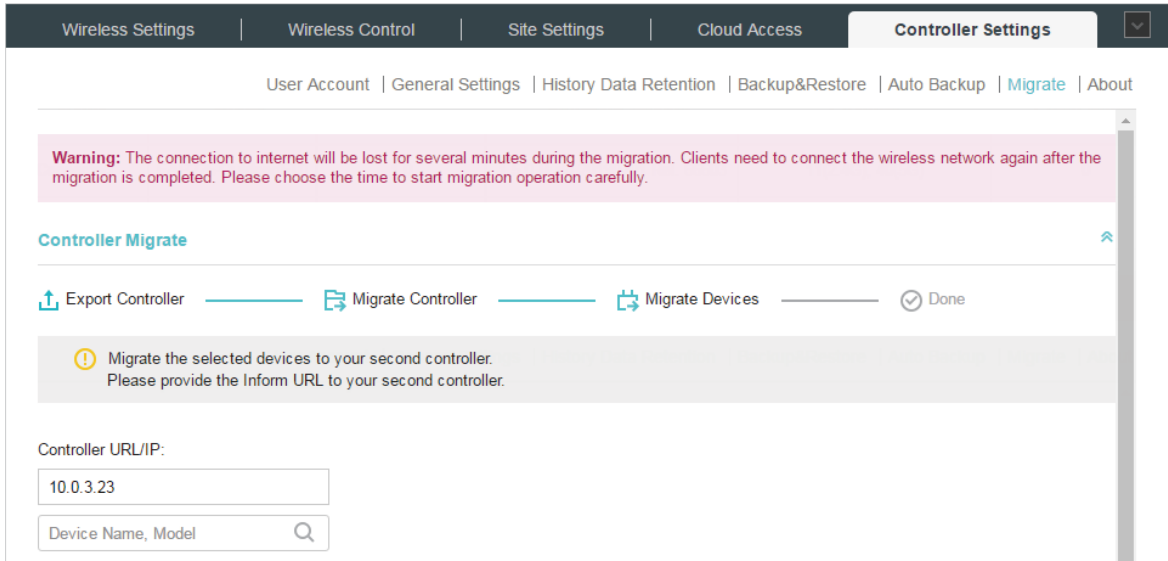 Wireless Settings | Wireless Control | Site Settings | Cloud Access Controller Settings
User Account | General Settings | History Data Retention | Backup&Restore | Auto Backup | Migrate | About
Warning: The connection to internet will be lost for several minutes during the migration. Clients need to connect the wireless network again after the
migration is completed. Please choose the time to start migration operation carefully.
Controller Migrate
Export Controller Migrate Controller Migrate Devices Done
Migrate the selected devices to your second controller.
Please provide the Inform URL to your second controller.
Controller URL/IP:
10.0.3.23
Device Name, Model